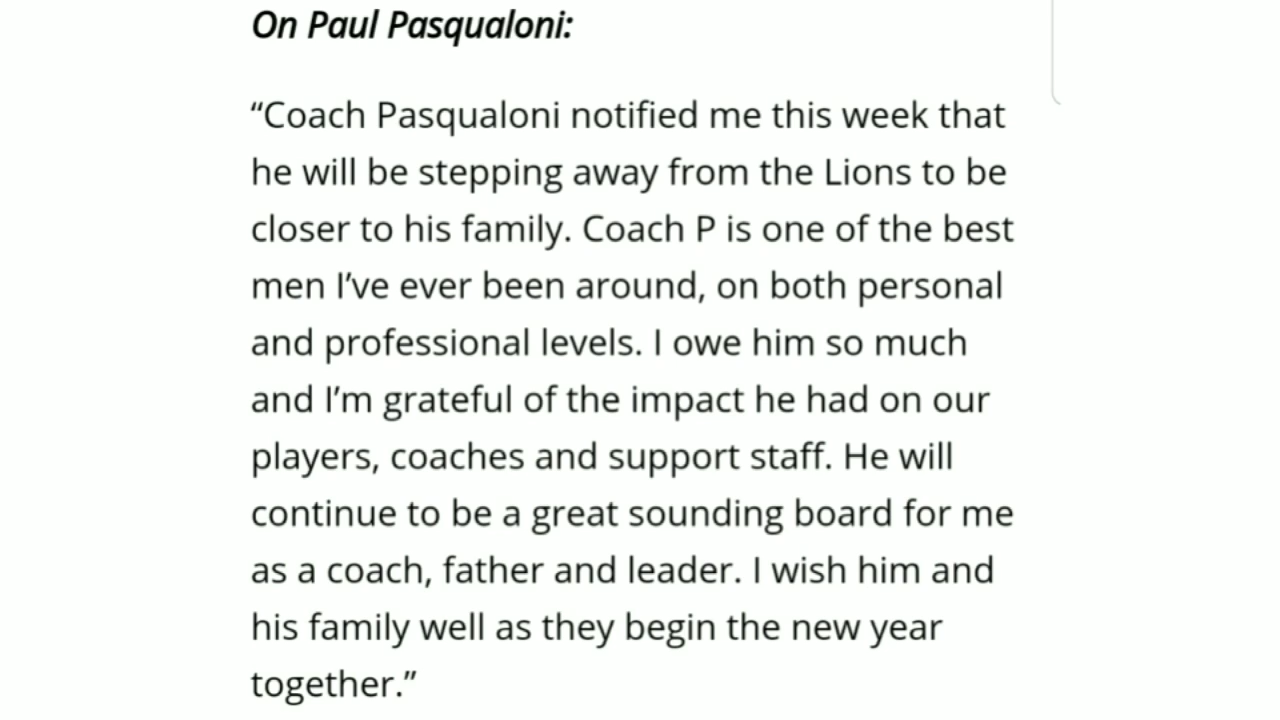 On Paul Pasqualoni:
“Coach Pasqualoni notified me this week that
he will be stepping away from the Lions to be
closer to his family. Coach P is one of the best
men I’ve ever been around, on both personal
and professional levels. I owe him so much
and I’m grateful of the impact he had on our
players, coaches and support staff. He will
continue to be a great sounding board for me
as a coach, father and leader. I wish him and
his family well as they begin the new year
together.”